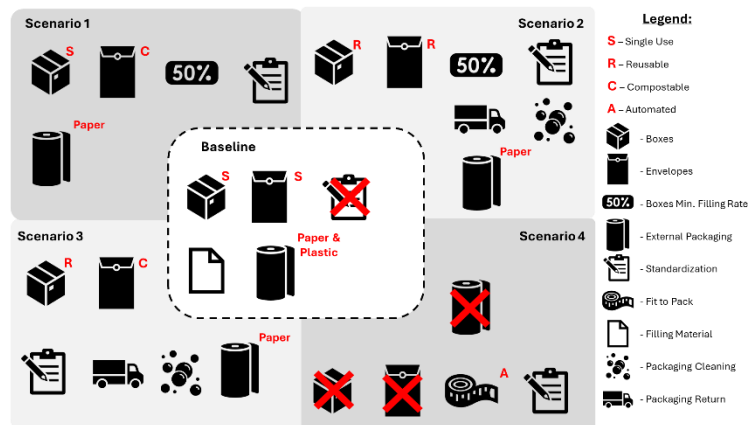 Scenario 1
S
C
50%
Paper
Scenario 2
R
R
50%
Paper
Baseline
S
S
Paper &
Plastic
Scenario 3
R
C
Paper
Scenario 4
A
Legend:
S – Single Use
R – Reusable
C – Compostable
A – Automated
- Boxes
- Envelopes
50% - Boxes Min. Filling Rate
- External Packaging
- Standardization
- Fit to Pack
- Filling Material
- Packaging Cleaning
- Packaging Return